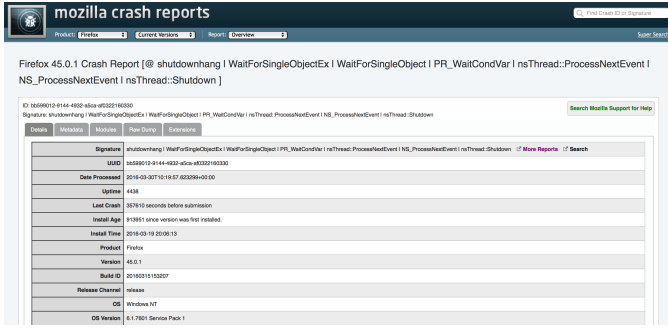 mozilla crash reports
Find Crash ID or Signature
Product: Firefox Current Versions Report: Overview Super Search
Firefox 45.0.1 Crash Report [@ shutdownhang | WaitForSingleObjectEx | WaitForSingleObject | PR_WaitCondVar | nsThread::ProcessNextEvent |
NS_ProcessNextEvent | nsThread::Shutdown ]
ID: bb599012-9144-4932-a5ca-af0322160330
Signature: shutdownhang | WaitForSingleObjectEx | WaitForSingleObject | PR_WaitCondVar | nsThread::ProcessNextEvent | NS_ProcessNextEvent | nsThread::Shutdown
Search Mozilla Support for Help
Details Metadata Modules Raw Dump Extensions
Signature shutdownhang | WaitForSingleObjectEx | WaitForSingleObject | PR_WaitCondVar | nsThread::ProcessNextEvent | NS_ProcessNextEvent | nsThread::Shutdown More Reports Search
UUID bb599012-9144-4932-a5ca-af0322160330
Date Processed 2016-03-30T10:19:57.623299+00:00
Uptime 4438
Last Crash 357610 seconds before submission
Install Age 913951 since version was first installed.
Install Time 2016-03-19 20:06:13
Product Firefox
Version 45.0.1
Build ID 20160315153207
Release Channel release
OS Windows NT
OS Version 6.1.7601 Service Pack 1